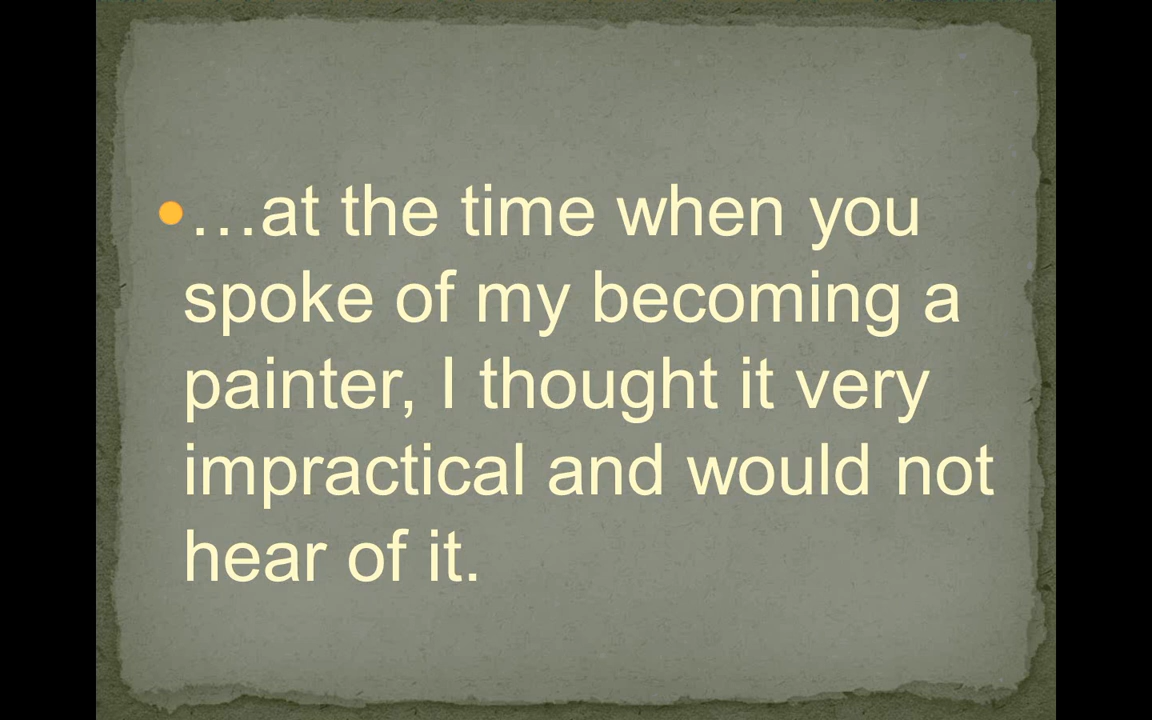 …at the time when you
spoke of my becoming a
painter, I thought it very
impractical and would not
hear of it.